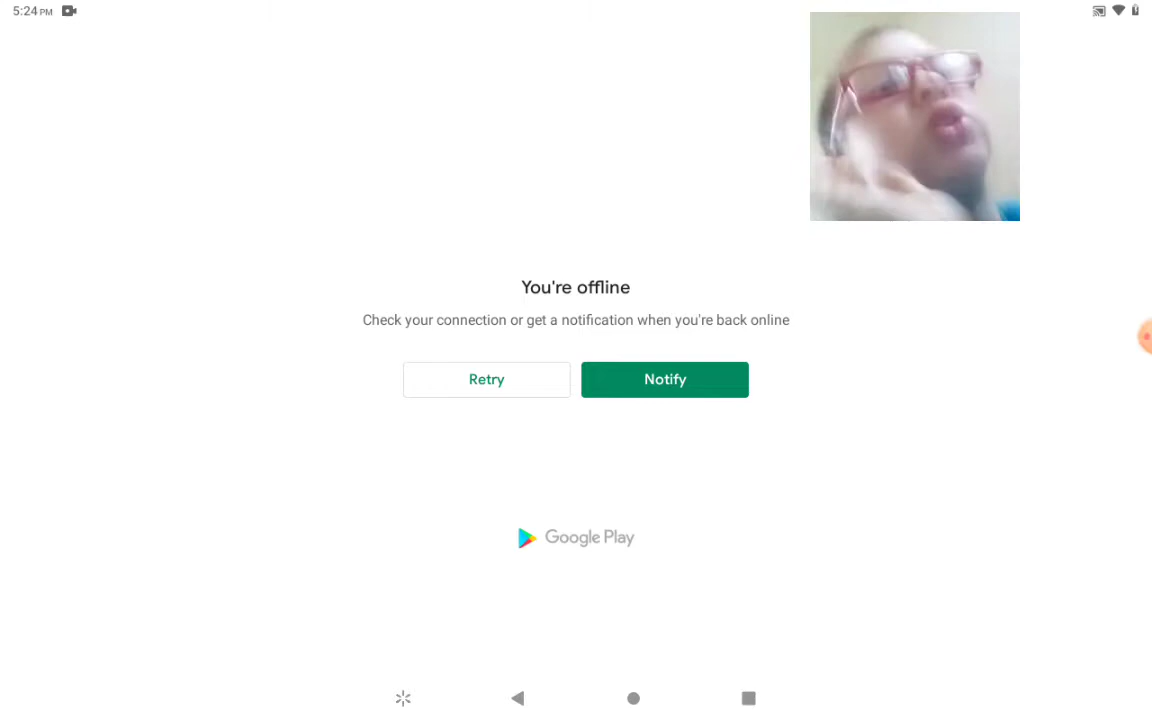 5:24 PM
You're offline
Check your connection or get a notification when you're back online
Retry
Notify
Google Play